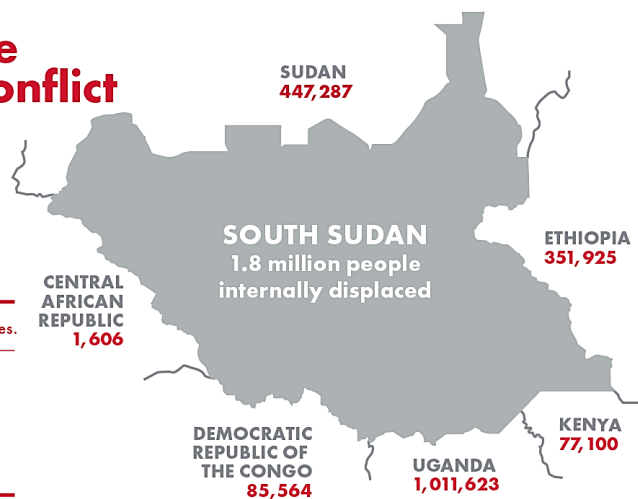 e
onflict
SUDAN
447,287
SOUTH SUDAN
1.8 million people
internally displaced
ETHIOPIA
351,925
CENTRAL
AFRICAN
REPUBLIC
1,606
es.
DEMOCRATIC
REPUBLIC OF
THE CONGO
85,564
UGANDA
1,011,623
KENYA
77,100